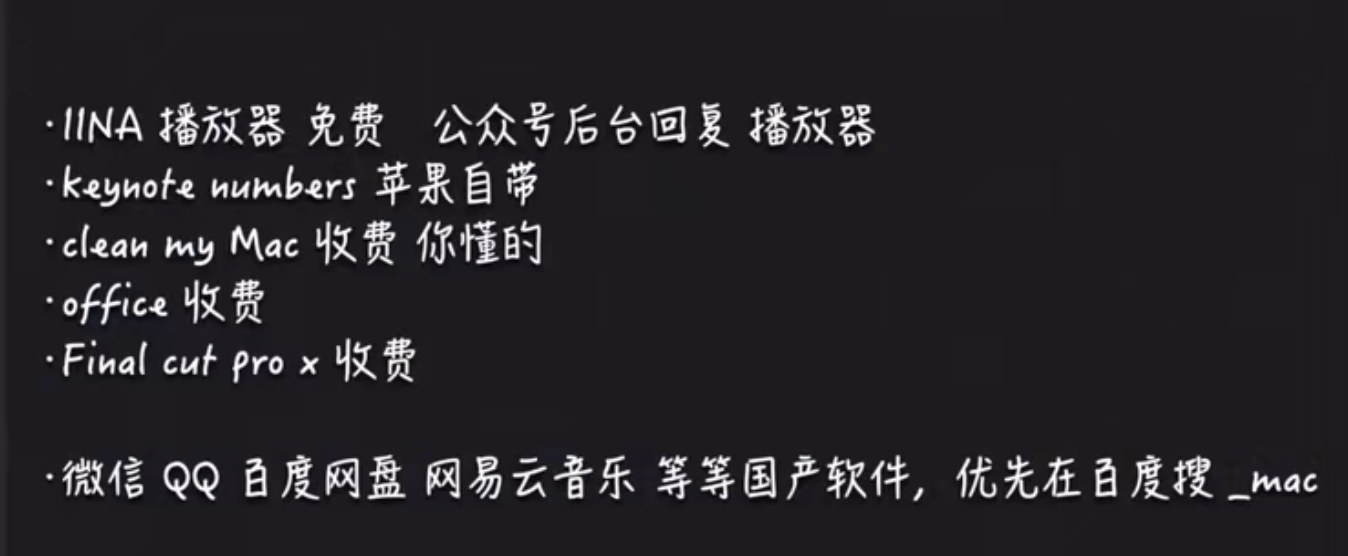 ·IINA 播放器 免费 公众号后台回复 播放器
·keynote numbers 苹果自带
·clean my Mac 收费 你懂的
·office 收费
·Final cut pro x 收费
·微信 QQ 百度网盘 网易云音乐 等等国产软件，优先在百度搜 _mac